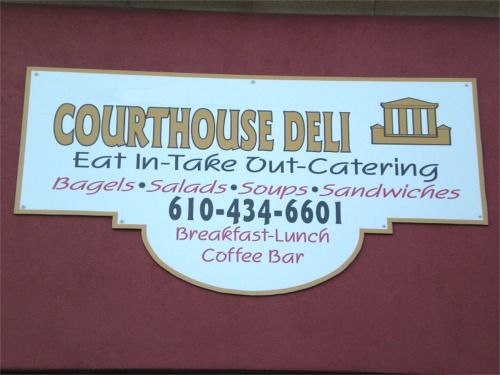 COURTHOUSE DELI
Eat In-Take Out-Catering
Bagels•Salads•Soups•Sandwiches
610-434-6601
Breakfast-Lunch
Coffee Bar